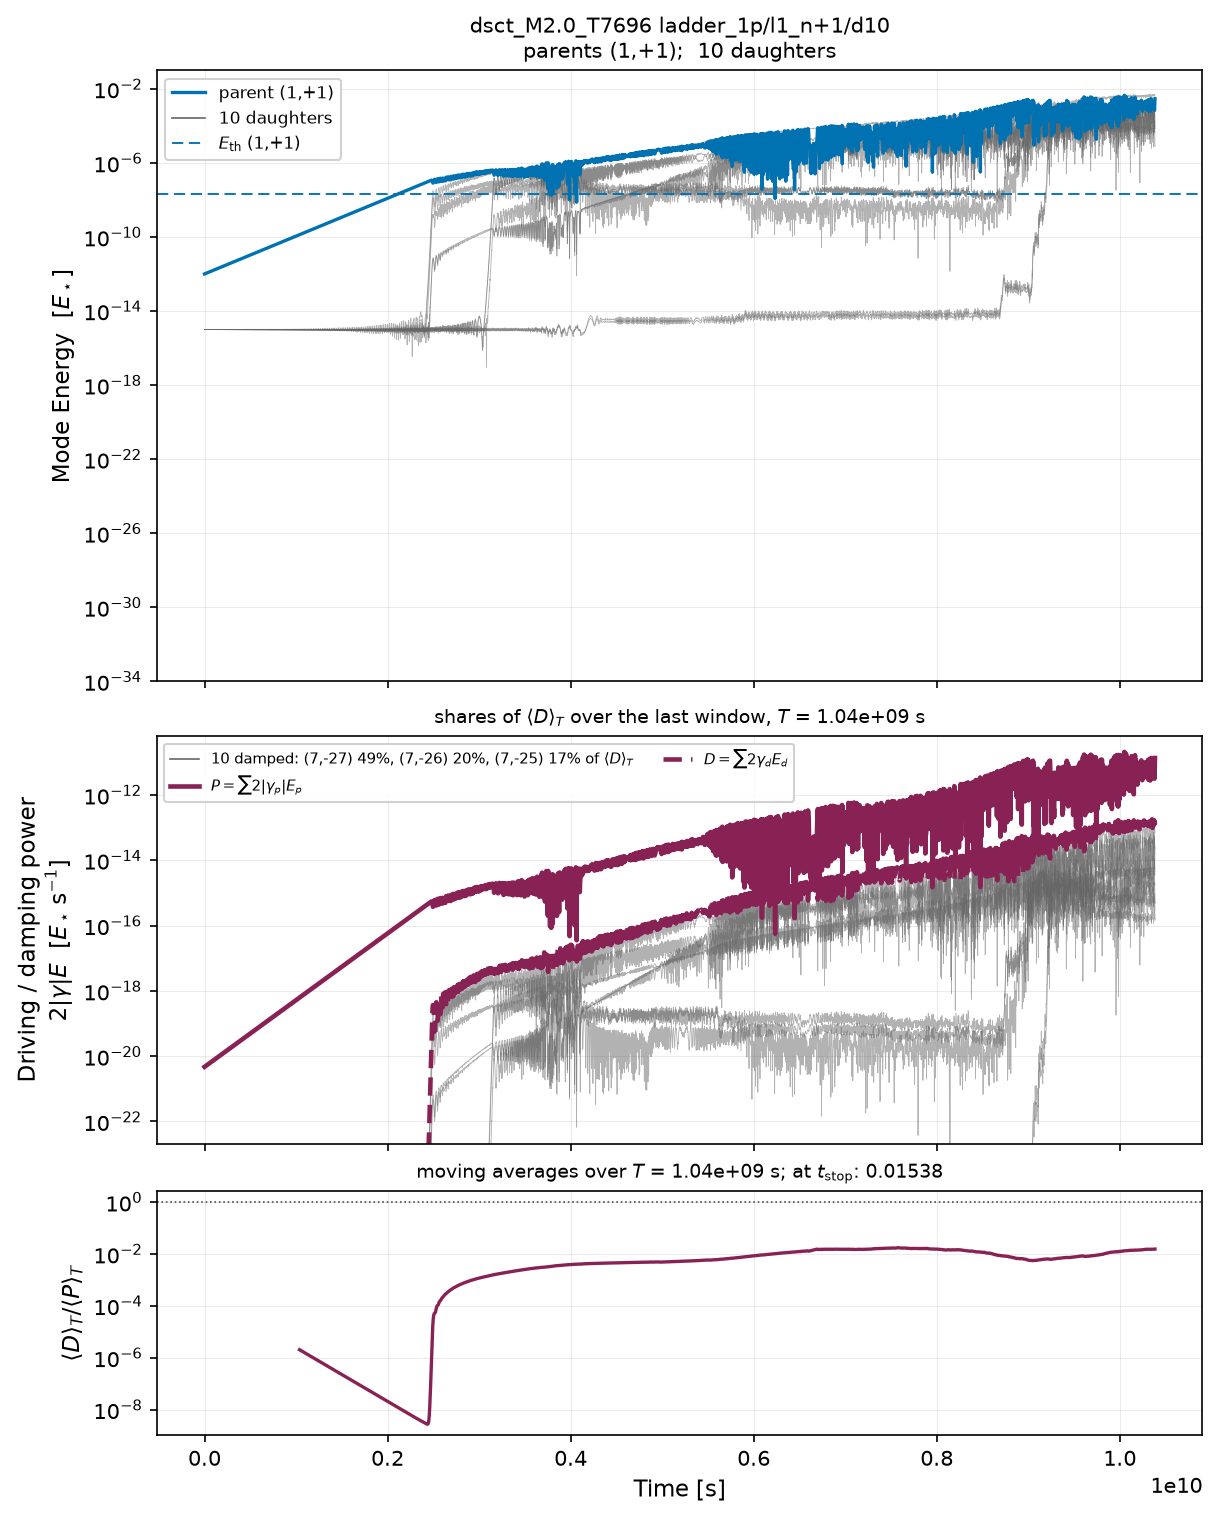 dsct_M2.0_T7696 ladder_1p/l1_n+1/d10
parents (1,+1);  10 daughters
parent (1,+1)
10 daughters
E_th (1,+1)
Mode Energy  [E_⋆]
10^−2
10^−6
10^−10
10^−14
10^−18
10^−22
10^−26
10^−30
10^−34
shares of ⟨D⟩_T over the last window, T = 1.04e+09 s
10 damped: (7,-27) 49%, (7,-26) 20%, (7,-25) 17% of ⟨D⟩_T
P = ∑2|γ_p|E_p
D = ∑2γ_d E_d
Driving / damping power
2|γ|E  [E_⋆ s^−1]
10^−12
10^−14
10^−16
10^−18
10^−20
10^−22
moving averages over T = 1.04e+09 s; at t_stop: 0.01538
⟨D⟩_T/⟨P⟩_T
10^0
10^−2
10^−4
10^−6
10^−8
0.0 0.2 0.4 0.6 0.8 1.0
1e10
Time [s]